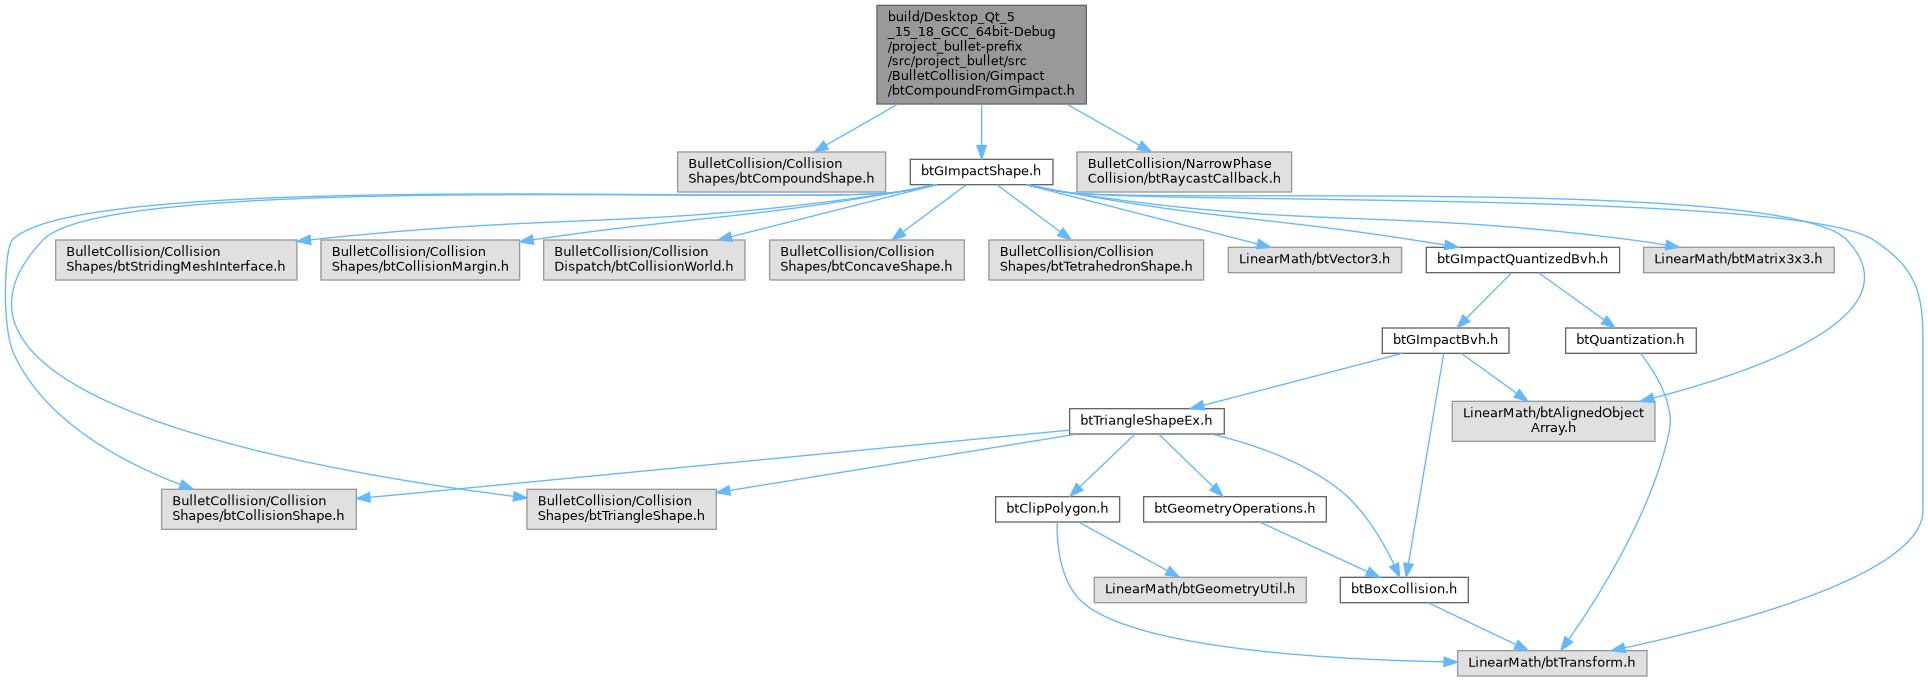 build/Desktop_Qt_5
_15_18_GCC_64bit-Debug
/project_bullet-prefix
/src/project_bullet/src
/BulletCollision/Gimpact
/btCompoundFromGimpact.h
BulletCollision/Collision
Shapes/btCompoundShape.h
btGImpactShape.h
BulletCollision/NarrowPhase
Collision/btRaycastCallback.h
BulletCollision/Collision
Shapes/btStridingMeshInterface.h
BulletCollision/Collision
Shapes/btCollisionMargin.h
BulletCollision/Collision
Dispatch/btCollisionWorld.h
BulletCollision/Collision
Shapes/btConcaveShape.h
BulletCollision/Collision
Shapes/btTetrahedronShape.h
LinearMath/btVector3.h
btGImpactQuantizedBvh.h
LinearMath/btMatrix3x3.h
btGImpactBvh.h
btQuantization.h
btTriangleShapeEx.h
LinearMath/btAlignedObject
Array.h
BulletCollision/Collision
Shapes/btCollisionShape.h
BulletCollision/Collision
Shapes/btTriangleShape.h
btClipPolygon.h
btGeometryOperations.h
LinearMath/btGeometryUtil.h
btBoxCollision.h
LinearMath/btTransform.h